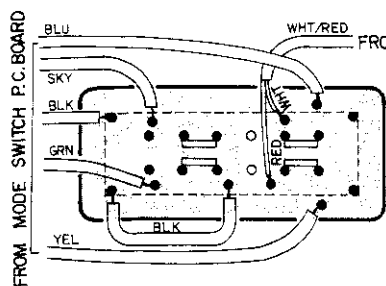 BLU
WHT/RED
FRO
SKY
BLK
WHT
RED
GRN
BLK
YEL
FROM MODE SWITCH P.C.BOARD